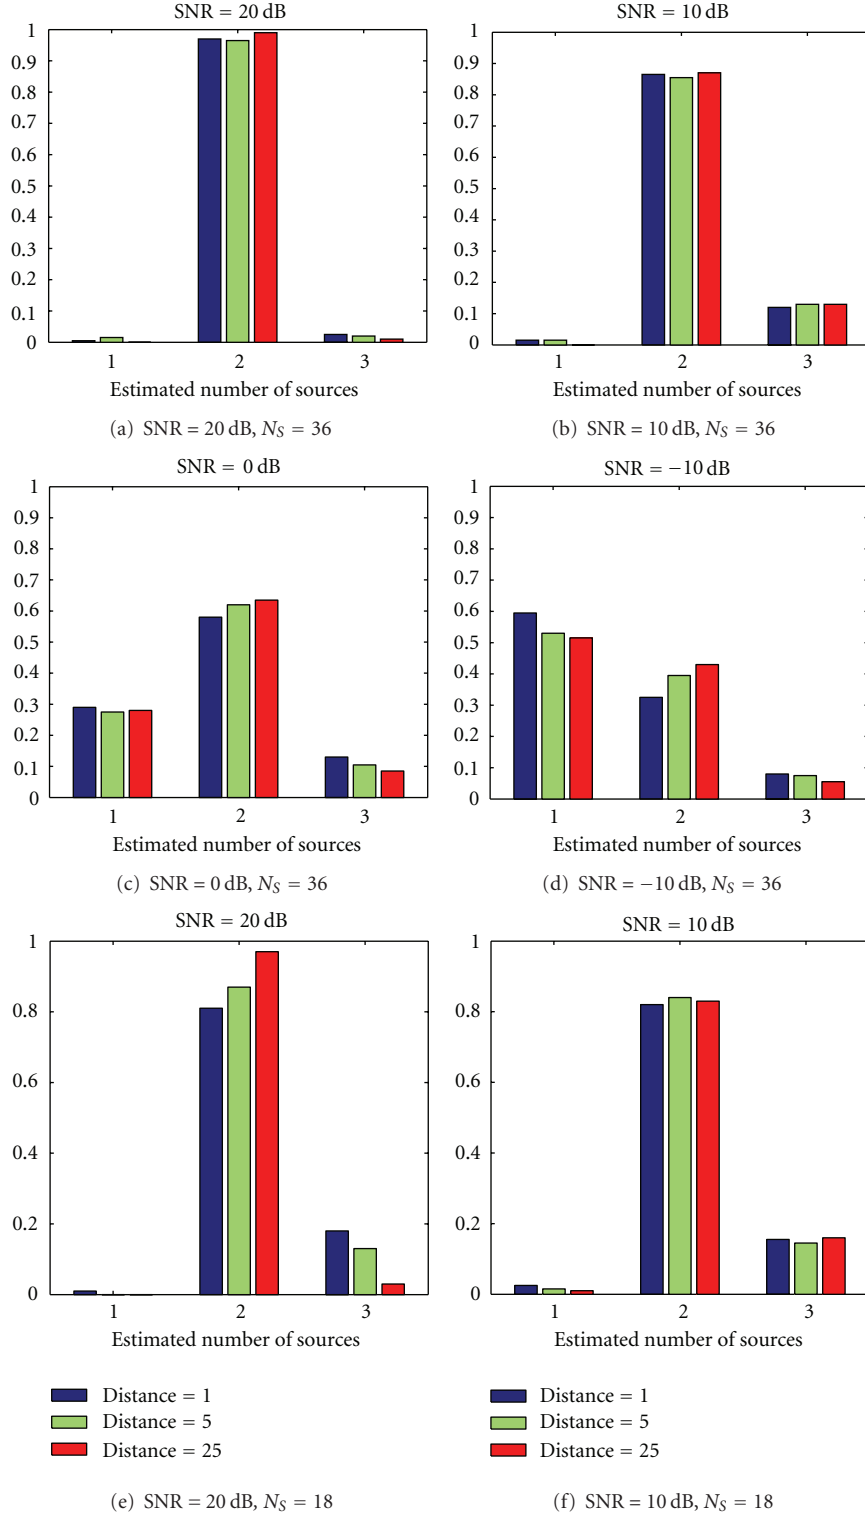 SNR = 20 dB
1
0.9
0.8
0.7
0.6
0.5
0.4
0.3
0.2
0.1
0
1 2 3
Estimated number of sources
(a) SNR = 20 dB, N_S = 36
SNR = 10 dB
1
0.9
0.8
0.7
0.6
0.5
0.4
0.3
0.2
0.1
0
1 2 3
Estimated number of sources
(b) SNR = 10 dB, N_S = 36
SNR = 0 dB
1
0.9
0.8
0.7
0.6
0.5
0.4
0.3
0.2
0.1
0
1 2 3
Estimated number of sources
(c) SNR = 0 dB, N_S = 36
SNR = −10 dB
1
0.9
0.8
0.7
0.6
0.5
0.4
0.3
0.2
0.1
0
1 2 3
Estimated number of sources
(d) SNR = −10 dB, N_S = 36
SNR = 20 dB
1
0.8
0.6
0.4
0.2
0
1 2 3
Estimated number of sources
Distance = 1
Distance = 5
Distance = 25
(e) SNR = 20 dB, N_S = 18
SNR = 10 dB
1
0.8
0.6
0.4
0.2
0
1 2 3
Estimated number of sources
Distance = 1
Distance = 5
Distance = 25
(f) SNR = 10 dB, N_S = 18